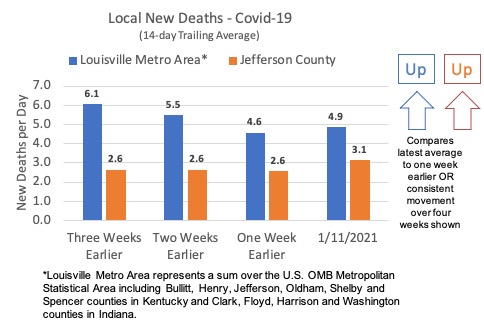 Local New Deaths - Covid-19
(14-day Trailing Average)
Louisville Metro Area* Jefferson County
Up Up
New Deaths per Day
7.0
6.0
5.0
4.0
3.0
2.0
1.0
0.0
6.1 2.6
5.5 2.6
4.6 2.6
4.9 3.1
Three Weeks
Earlier
Two Weeks
Earlier
One Week
Earlier
1/11/2021
Compares
latest average
to one week
earlier OR
consistent
movement
over four
weeks shown
*Louisville Metro Area represents a sum over the U.S. OMB Metropolitan
Statistical Area including Bullitt, Henry, Jefferson, Oldham, Shelby and
Spencer counties in Kentucky and Clark, Floyd, Harrison and Washington
counties in Indiana.